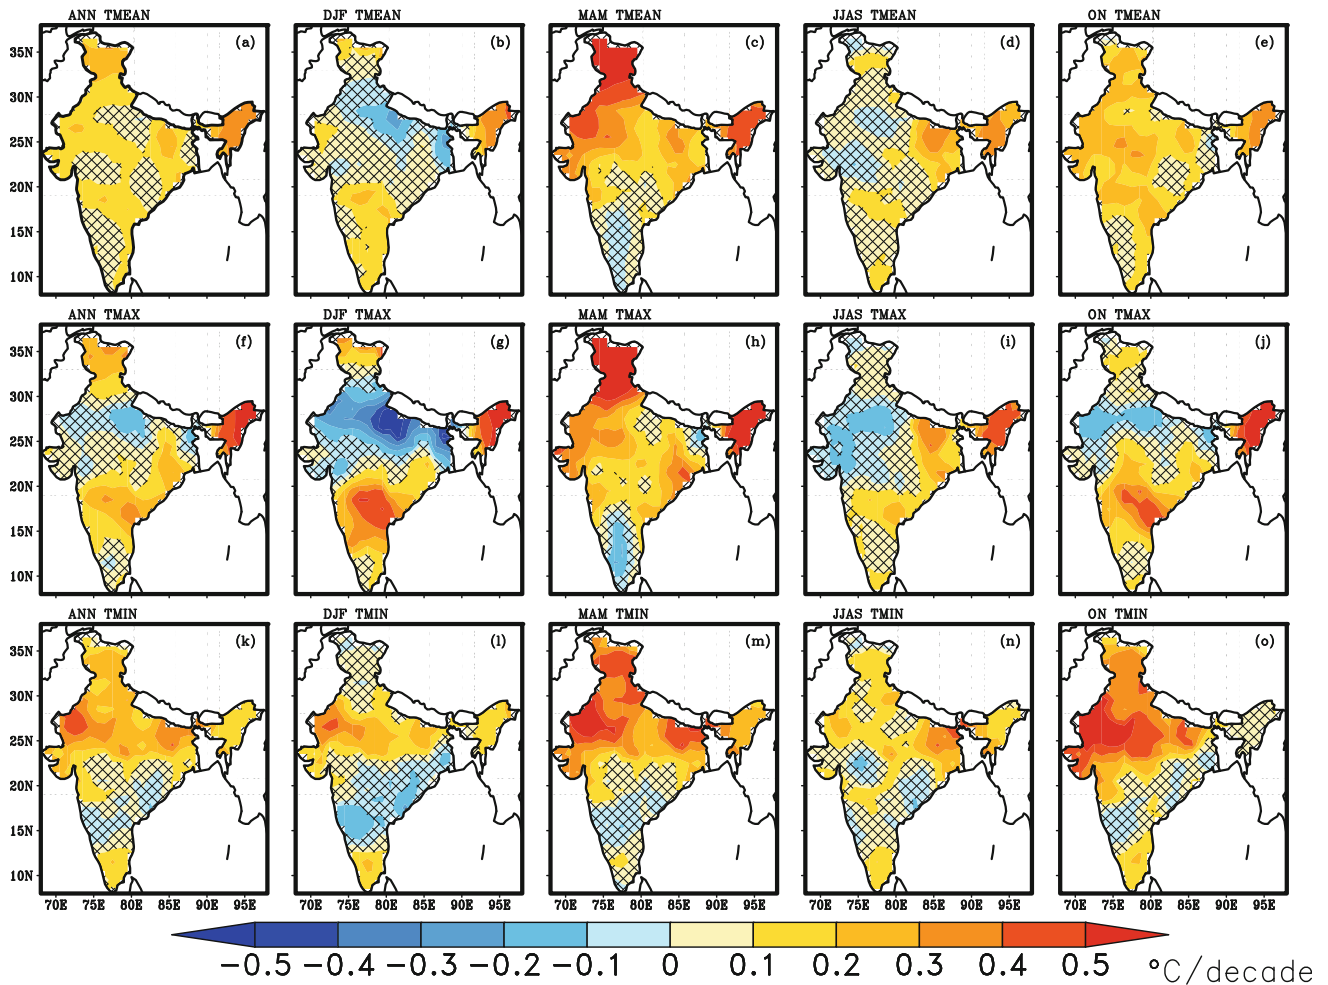 ANN TMEAN DJF TMEAN MAM TMEAN JJAS TMEAN ON TMEAN
(a) (b) (c) (d) (e)
35N
30N
25N
20N
15N
10N
ANN TMAX DJF TMAX MAM TMAX JJAS TMAX ON TMAX
(f) (g) (h) (i) (j)
35N
30N
25N
20N
15N
10N
ANN TMIN DJF TMIN MAM TMIN JJAS TMIN ON TMIN
(k) (l) (m) (n) (o)
35N
30N
25N
20N
15N
10N
70E 75E 80E 85E 90E 95E 70E 75E 80E 85E 90E 95E 70E 75E 80E 85E 90E 95E 70E 75E 80E 85E 90E 95E 70E 75E 80E 85E 90E 95E
−0.5 −0.4 −0.3 −0.2 −0.1 0 0.1 0.2 0.3 0.4 0.5 °C/decade